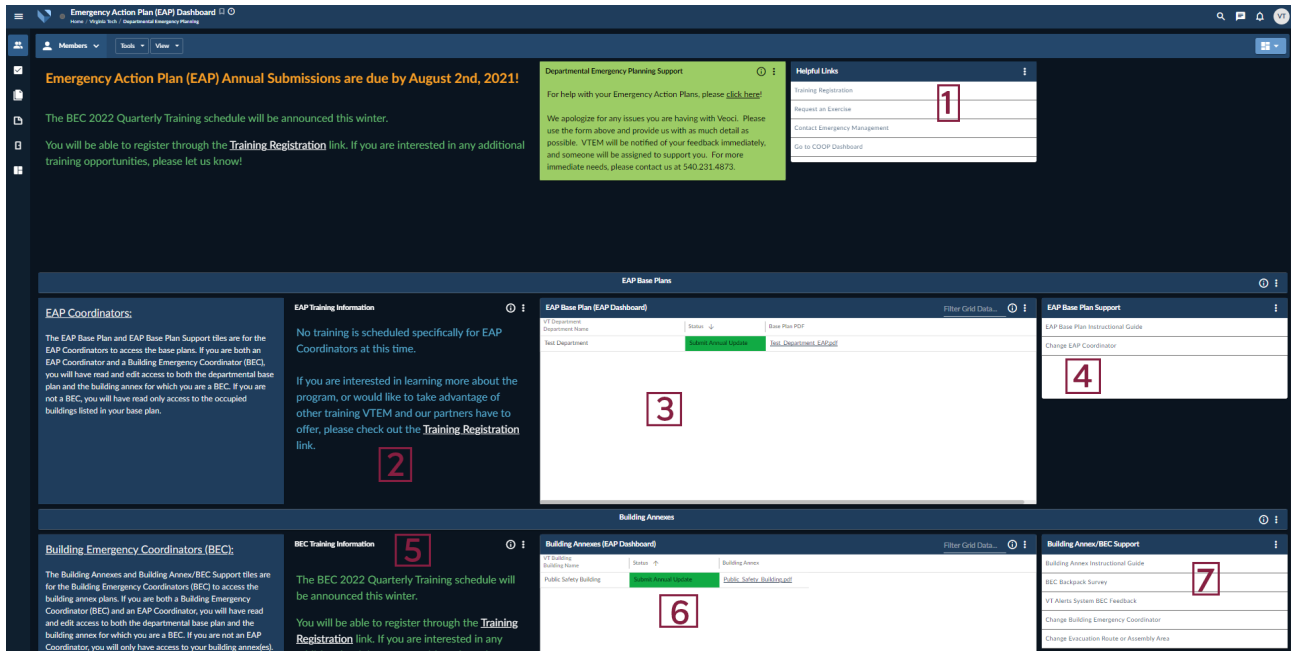 Emergency Action Plan (EAP) Dashboard
Home / Virginia Tech / Departmental Emergency Planning
VT
Members
Tools
View
Emergency Action Plan (EAP) Annual Submissions are due by August 2nd, 2021!
The BEC 2022 Quarterly Training schedule will be announced this winter.
You will be able to register through the Training Registration link. If you are interested in any additional
training opportunities, please let us know!
Departmental Emergency Planning Support
For help with your Emergency Action Plans, please click here!
We apologize for any issues you are having with Veoci. Please
use the form above and provide us with as much detail as
possible. VTEM will be notified of your feedback immediately,
and someone will be assigned to support you. For more
immediate needs, please contact us at 540.231.4873.
Helpful Links
Training Registration
Request an Exercise
Contact Emergency Management
Go to COOP Dashboard
1
EAP Base Plans
EAP Coordinators:
The EAP Base Plan and EAP Base Plan Support tiles are for the
EAP Coordinators to access the base plans. If you are both an
EAP Coordinator and a Building Emergency Coordinator (BEC),
you will have read and edit access to both the departmental base
plan and the building annex for which you are a BEC. If you are
not a BEC, you will have read only access to the occupied
buildings listed in your base plan.
EAP Training Information
No training is scheduled specifically for EAP
Coordinators at this time.
If you are interested in learning more about the
program, or would like to take advantage of
other training VTEM and our partners have to
offer, please check out the Training Registration
link.
2
EAP Base Plan (EAP Dashboard)
Filter Grid Data...
VT Department
Department Name
Status
Base Plan PDF
Test Department
Submit Annual Update
Test_Department_EAP.pdf
3
EAP Base Plan Support
EAP Base Plan Instructional Guide
Change EAP Coordinator
4
Building Annexes
Building Emergency Coordinators (BEC):
The Building Annexes and Building Annex/BEC Support tiles are
for the Building Emergency Coordinators (BEC) to access the
building annex plans. If you are both a Building Emergency
Coordinator (BEC) and an EAP Coordinator, you will have read
and edit access to both the departmental base plan and the
building annex for which you are a BEC. If you are not an EAP
Coordinator, you will only have access to your building annex(es).
BEC Training Information
5
The BEC 2022 Quarterly Training schedule will
be announced this winter.
You will be able to register through the Training
Registration link. If you are interested in any
Building Annexes (EAP Dashboard)
Filter Grid Data...
VT Building
Building Name
Status
Building Annex
Public Safety Building
Submit Annual Update
Public_Safety_Building.pdf
6
Building Annex/BEC Support
Building Annex Instructional Guide
BEC Backpack Survey
VT Alerts System BEC Feedback
Change Building Emergency Coordinator
Change Evacuation Route or Assembly Area
7